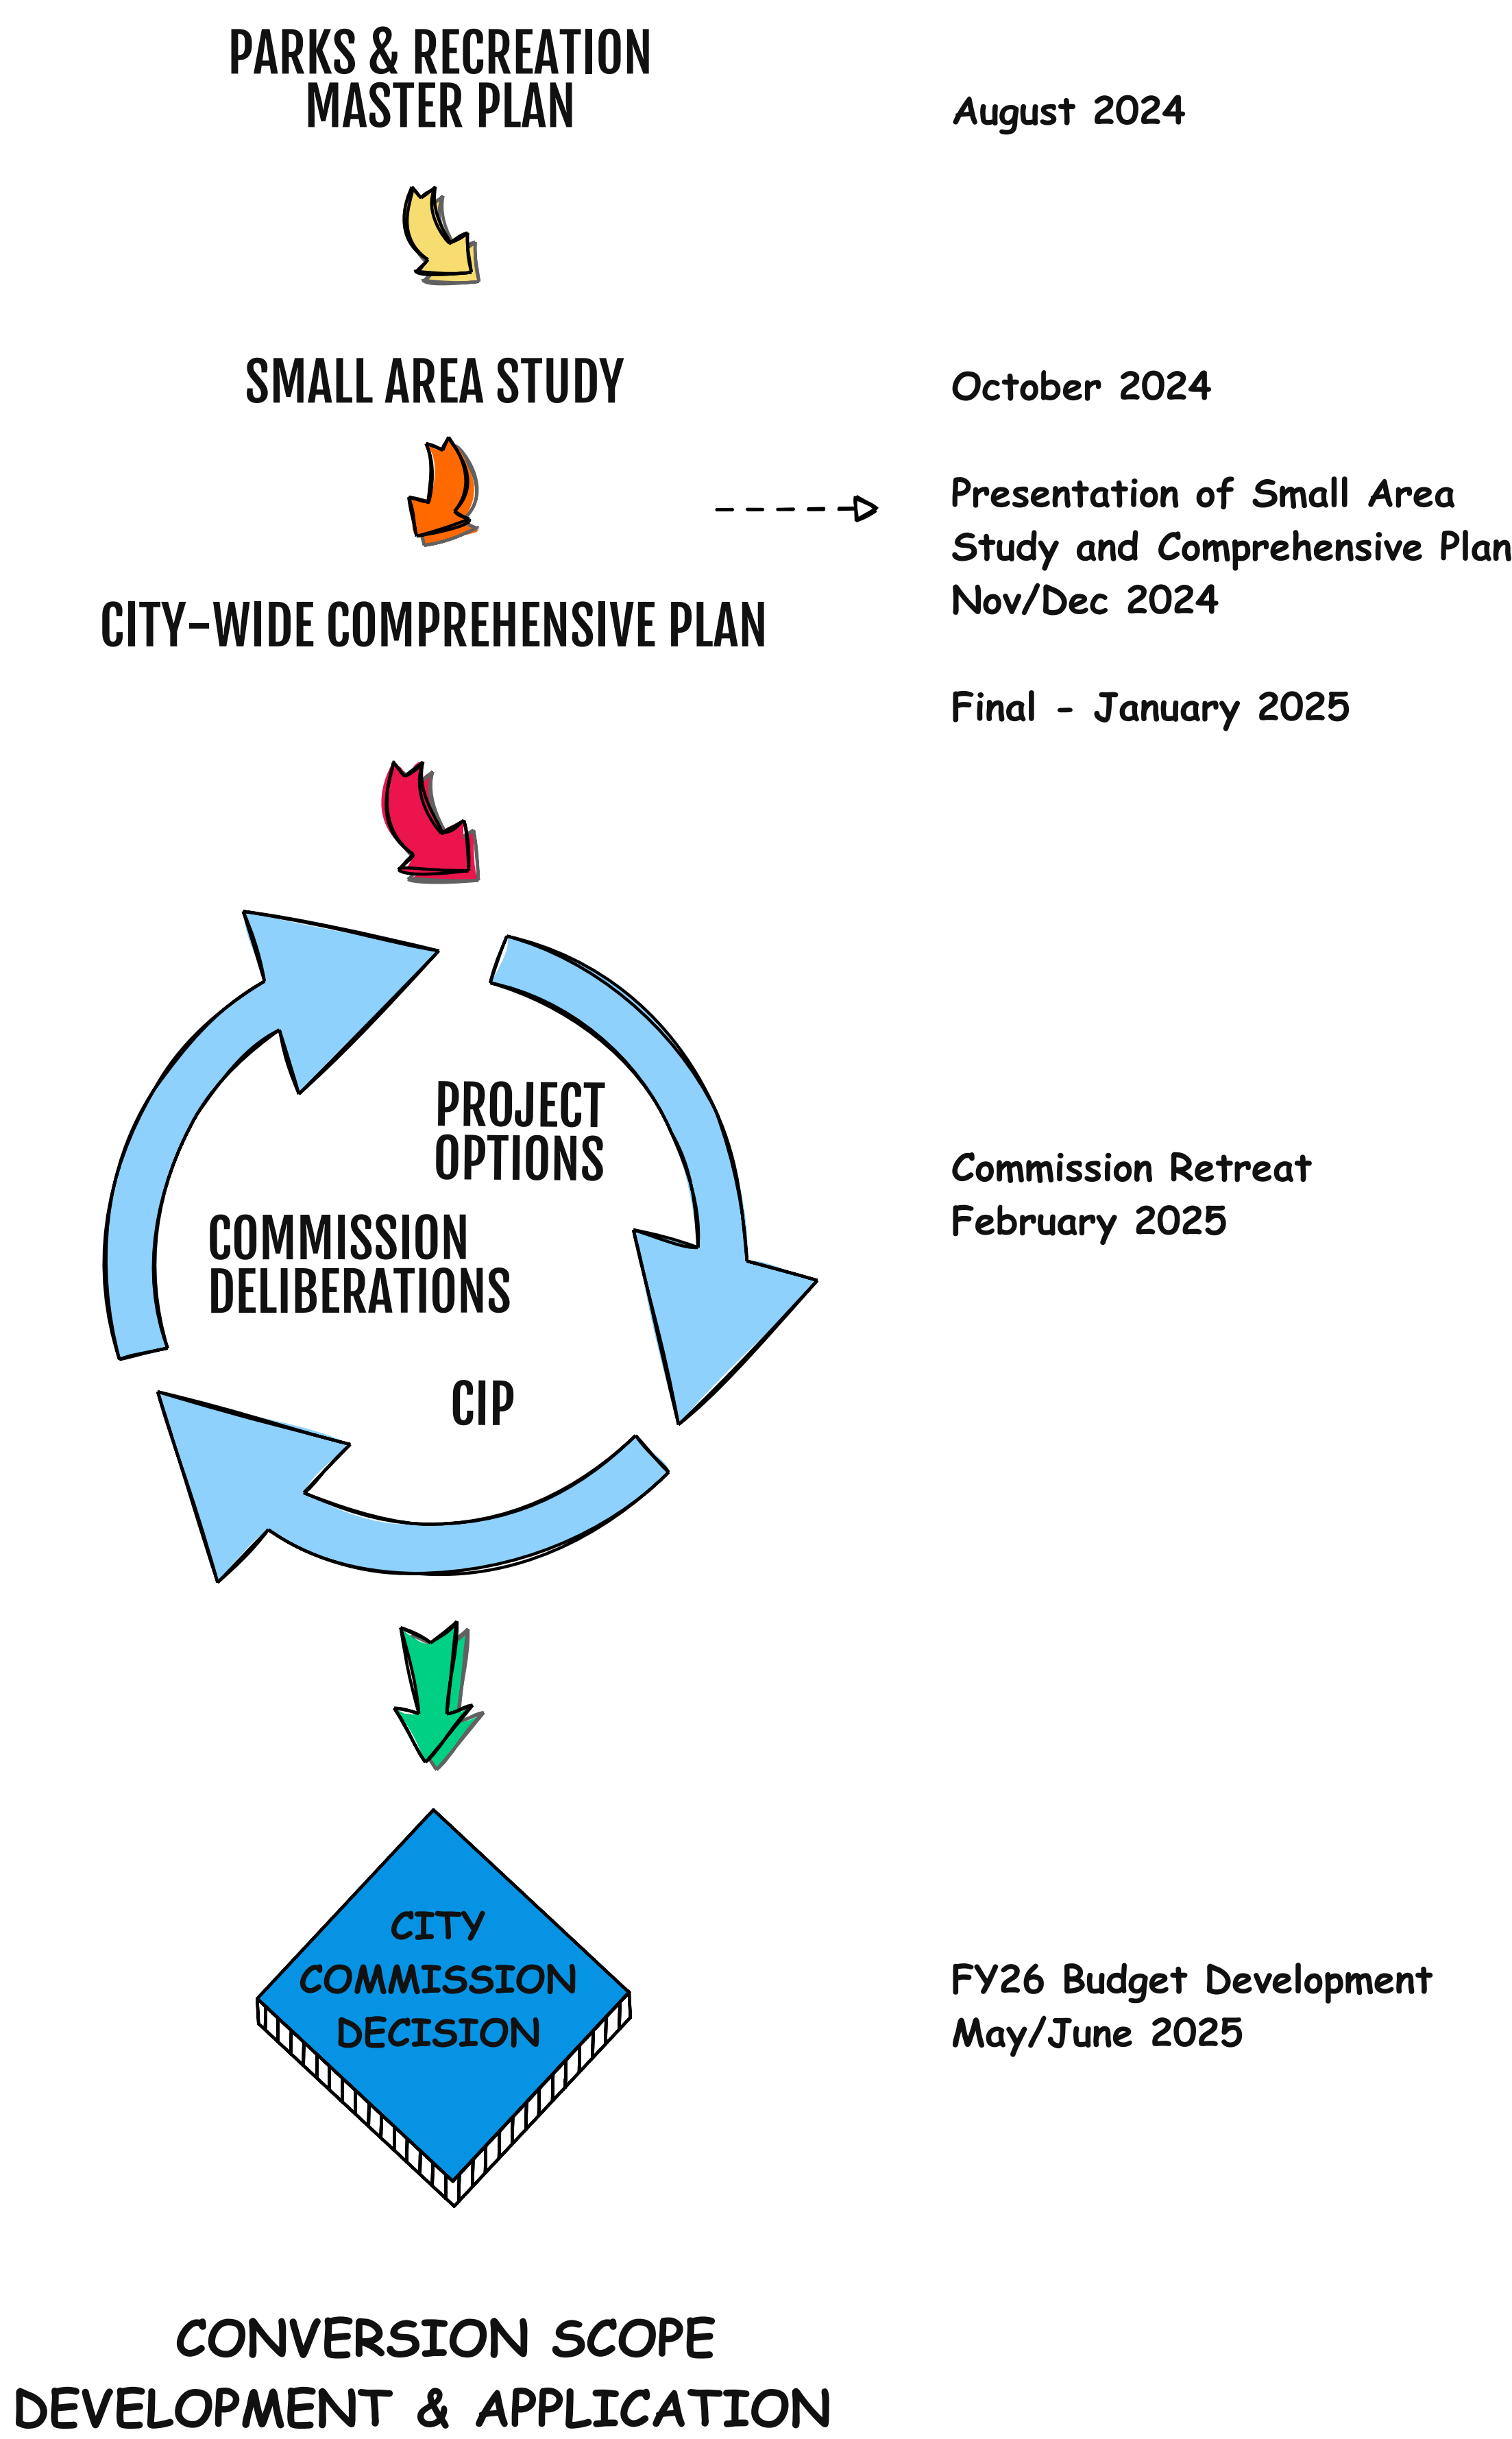 PARKS & RECREATION
MASTER PLAN
August 2024
SMALL AREA STUDY
October 2024
Presentation of Small Area
Study and Comprehensive Plan
Nov/Dec 2024
CITY-WIDE COMPREHENSIVE PLAN
Final - January 2025
PROJECT
OPTIONS
COMMISSION
DELIBERATIONS
CIP
Commission Retreat
February 2025
CITY
COMMISSION
DECISION
FY26 Budget Development
May/June 2025
CONVERSION SCOPE
DEVELOPMENT & APPLICATION